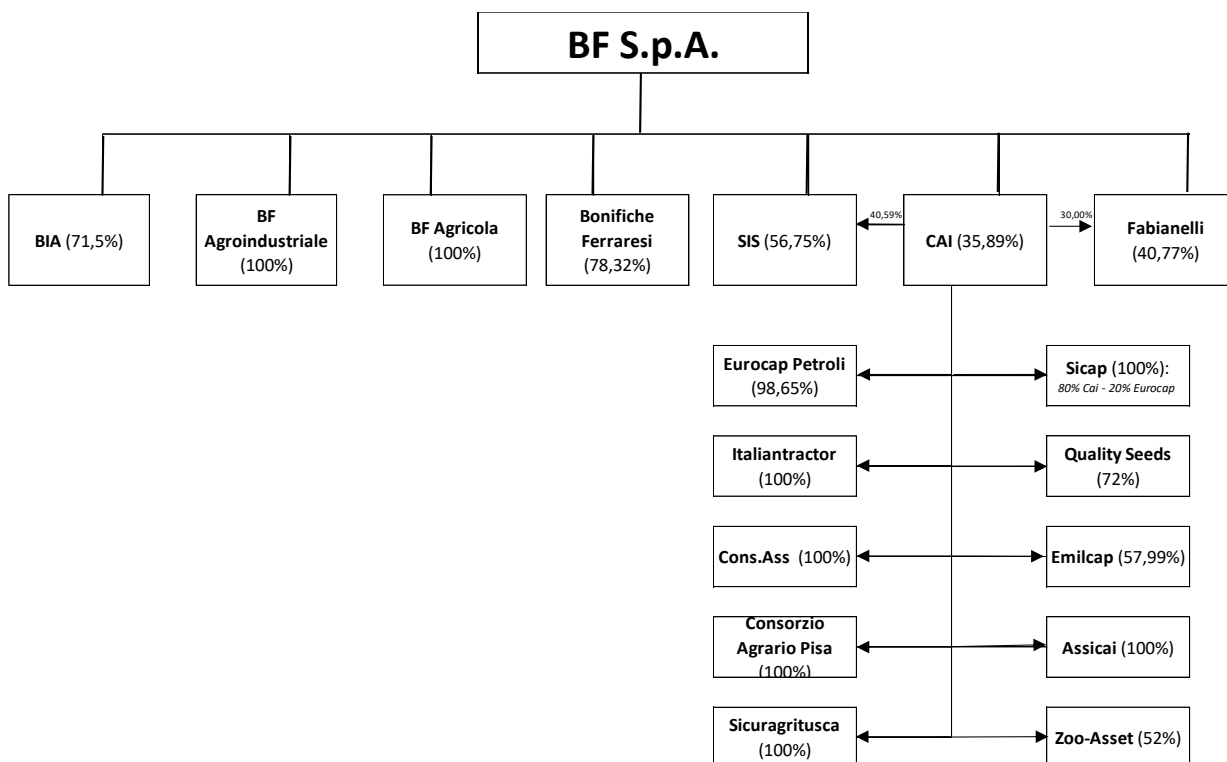 BF S.p.A.
BIA (71,5%)
BF
Agroindustriale
(100%)
BF Agricola
(100%)
Bonifiche
Ferraresi
(78,32%)
SIS (56,75%)
40,59%
CAI (35,89%)
30,00%
Fabianelli
(40,77%)
Eurocap Petroli
(98,65%)
Sicap (100%):
80% Cai - 20% Eurocap
Italiantractor
(100%)
Quality Seeds
(72%)
Cons.Ass (100%)
Emilcap (57,99%)
Consorzio
Agrario Pisa
(100%)
Assicai (100%)
Sicuragritusca
(100%)
Zoo-Asset (52%)